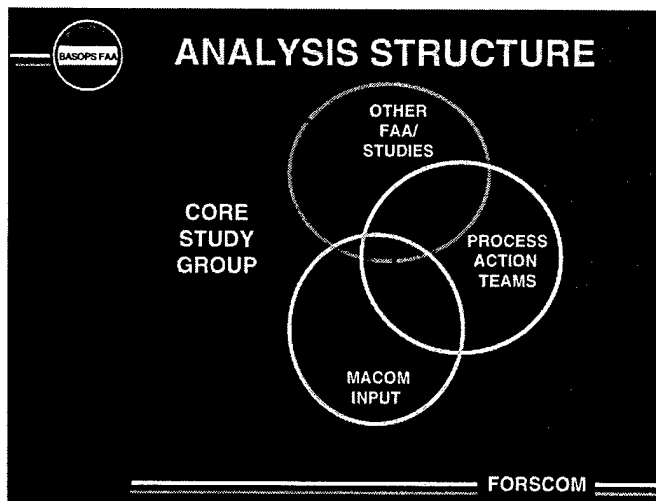 BASOPS FAA
ANALYSIS STRUCTURE
OTHER
FAA/
STUDIES
CORE
STUDY
GROUP
PROCESS
ACTION
TEAMS
MACOM
INPUT
FORSCOM